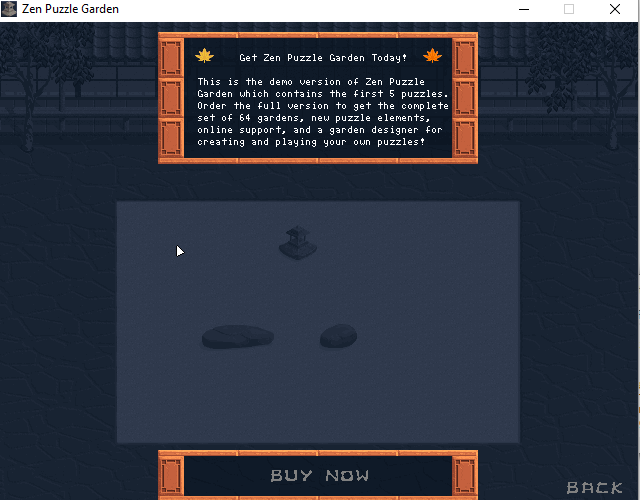 Zen Puzzle Garden
Get Zen Puzzle Garden Today!
This is the demo version of Zen Puzzle
Garden which contains the first 5 puzzles.
Order the full version to get the complete
set of 64 gardens, new puzzle elements,
online support, and a garden designer for
creating and playing your own puzzles!
BUY NOW
BACK